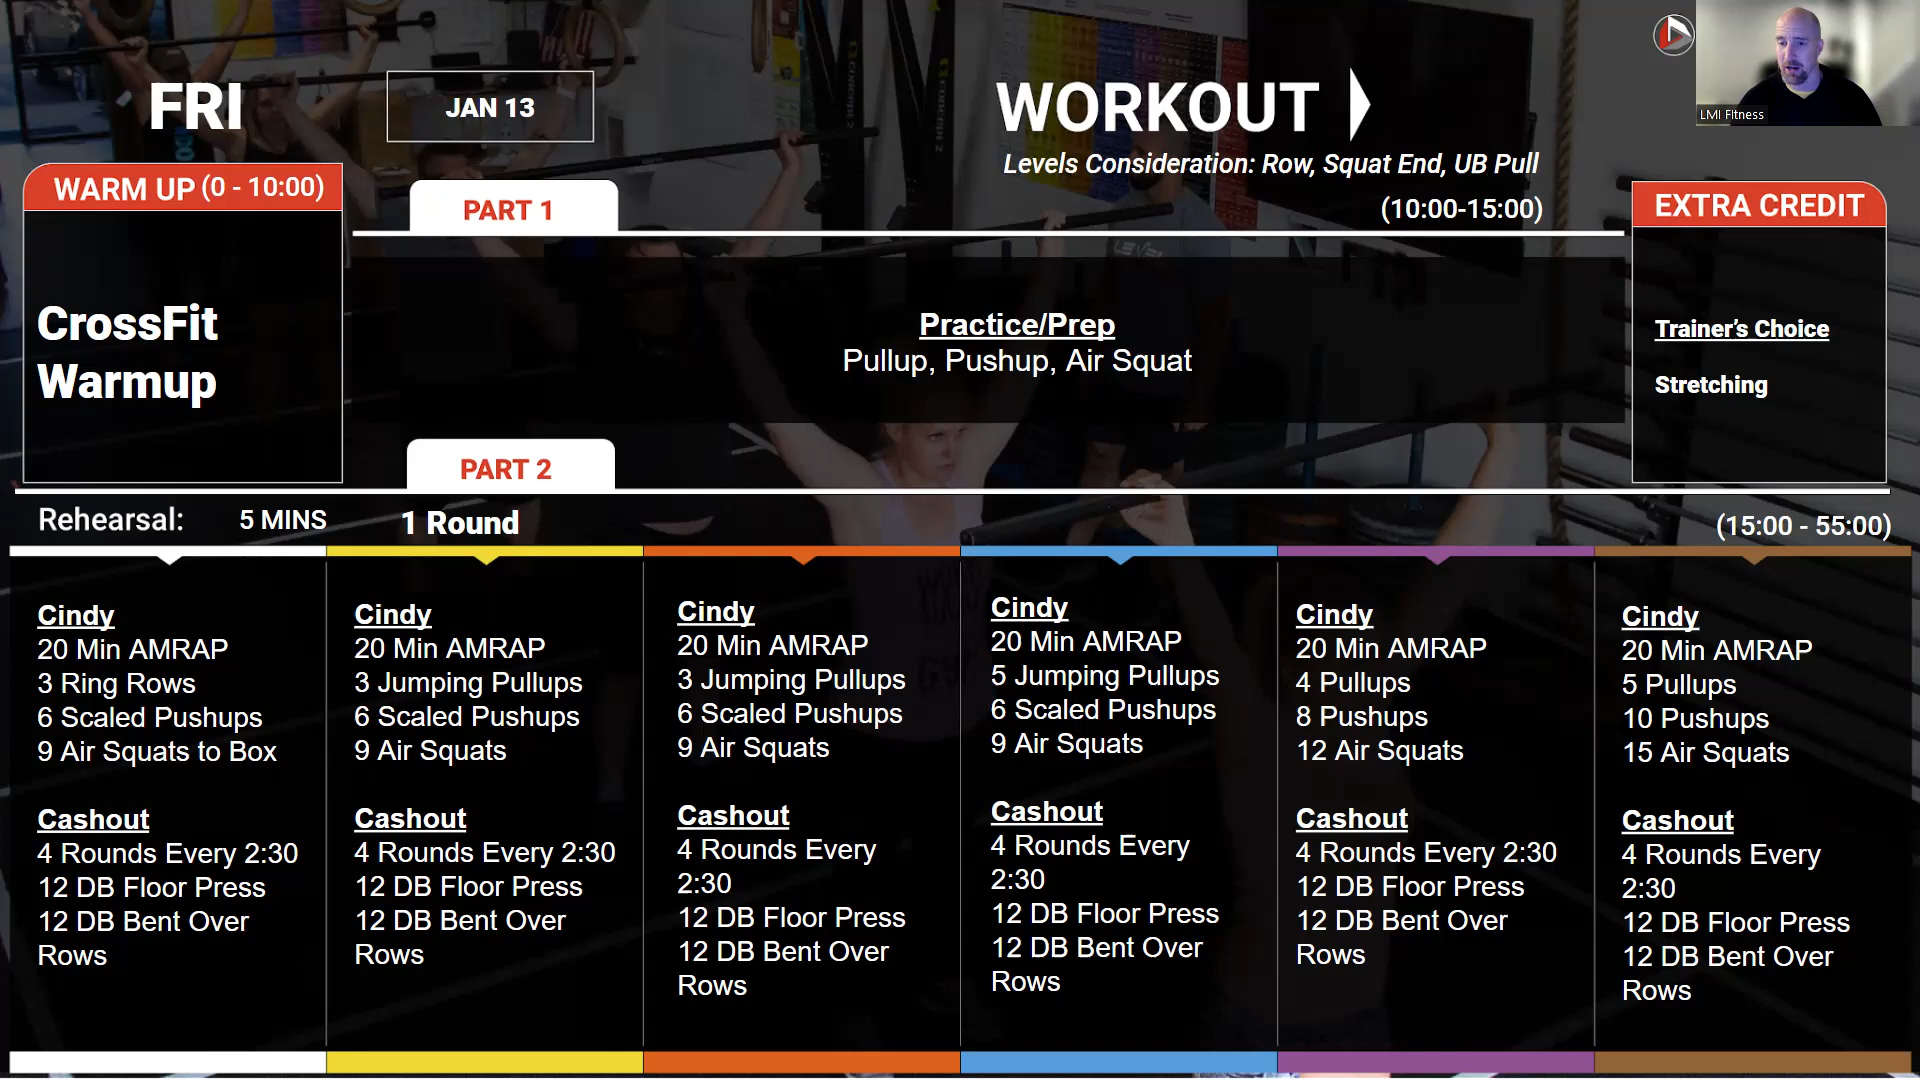 FRI
JAN 13
WORKOUT
Levels Consideration: Row, Squat End, UB Pull
LMI Fitness
WARM UP (0 - 10:00)
CrossFit
Warmup
PART 1
(10:00-15:00)
Practice/Prep
Pullup, Pushup, Air Squat
EXTRA CREDIT
Trainer's Choice
Stretching
PART 2
Rehearsal: 5 MINS
1 Round
(15:00 - 55:00)
Cindy
20 Min AMRAP
3 Ring Rows
6 Scaled Pushups
9 Air Squats to Box
Cashout
4 Rounds Every 2:30
12 DB Floor Press
12 DB Bent Over
Rows
Cindy
20 Min AMRAP
3 Jumping Pullups
6 Scaled Pushups
9 Air Squats
Cashout
4 Rounds Every 2:30
12 DB Floor Press
12 DB Bent Over
Rows
Cindy
20 Min AMRAP
3 Jumping Pullups
6 Scaled Pushups
9 Air Squats
Cashout
4 Rounds Every
2:30
12 DB Floor Press
12 DB Bent Over
Rows
Cindy
20 Min AMRAP
5 Jumping Pullups
6 Scaled Pushups
9 Air Squats
Cashout
4 Rounds Every
2:30
12 DB Floor Press
12 DB Bent Over
Rows
Cindy
20 Min AMRAP
4 Pullups
8 Pushups
12 Air Squats
Cashout
4 Rounds Every 2:30
12 DB Floor Press
12 DB Bent Over
Rows
Cindy
20 Min AMRAP
5 Pullups
10 Pushups
15 Air Squats
Cashout
4 Rounds Every
2:30
12 DB Floor Press
12 DB Bent Over
Rows